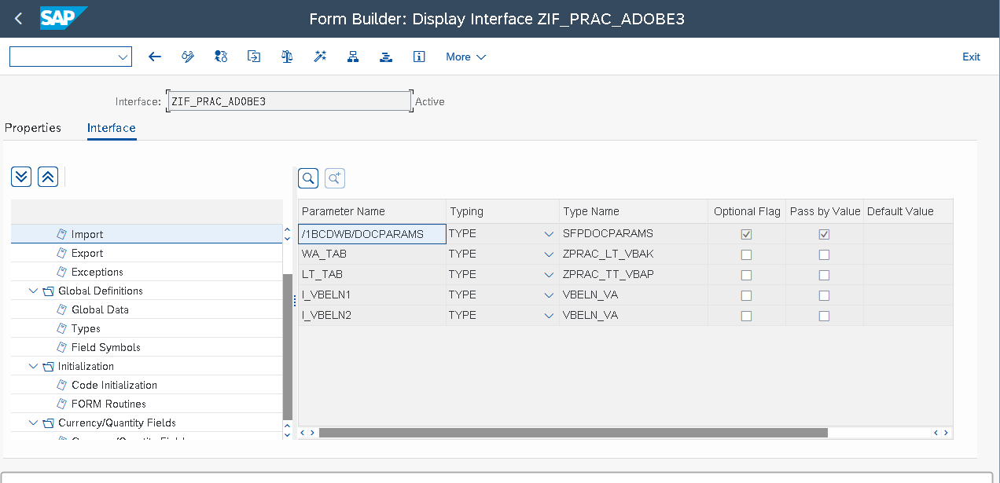 SAP Form Builder: Display Interface ZIF_PRAC_ADOBE3
More Exit
Interface: ZIF_PRAC_ADOBE3 Active
Properties Interface
Parameter Name Typing Type Name Optional Flag Pass by Value Default Value
Import
Export
Exceptions
Global Definitions
Global Data
Types
Field Symbols
Initialization
Code Initialization
FORM Routines
Currency/Quantity Fields
/1BCDWB/DOCPARAMS TYPE SFPDOCPARAMS
WA_TAB TYPE ZPRAC_LT_VBAK
LT_TAB TYPE ZPRAC_TT_VBAP
I_VBELN1 TYPE VBELN_VA
I_VBELN2 TYPE VBELN_VA